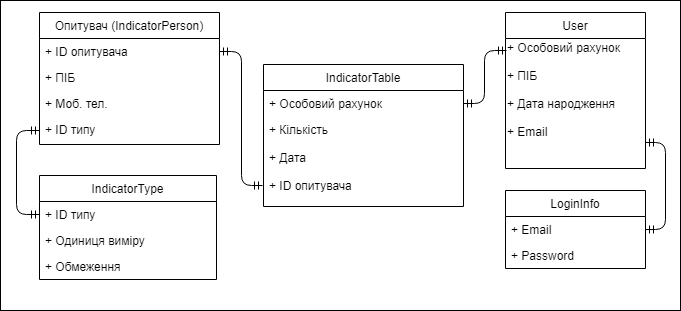 Опитувач (IndicatorPerson)
+ ID опитувача
+ ПІБ
+ Моб. тел.
+ ID типу
IndicatorType
+ ID типу
+ Одиниця виміру
+ Обмеження
IndicatorTable
+ Особовий рахунок
+ Кількість
+ Дата
+ ID опитувача
User
+ Особовий рахунок
+ ПІБ
+ Дата народження
+ Email
LoginInfo
+ Email
+ Password